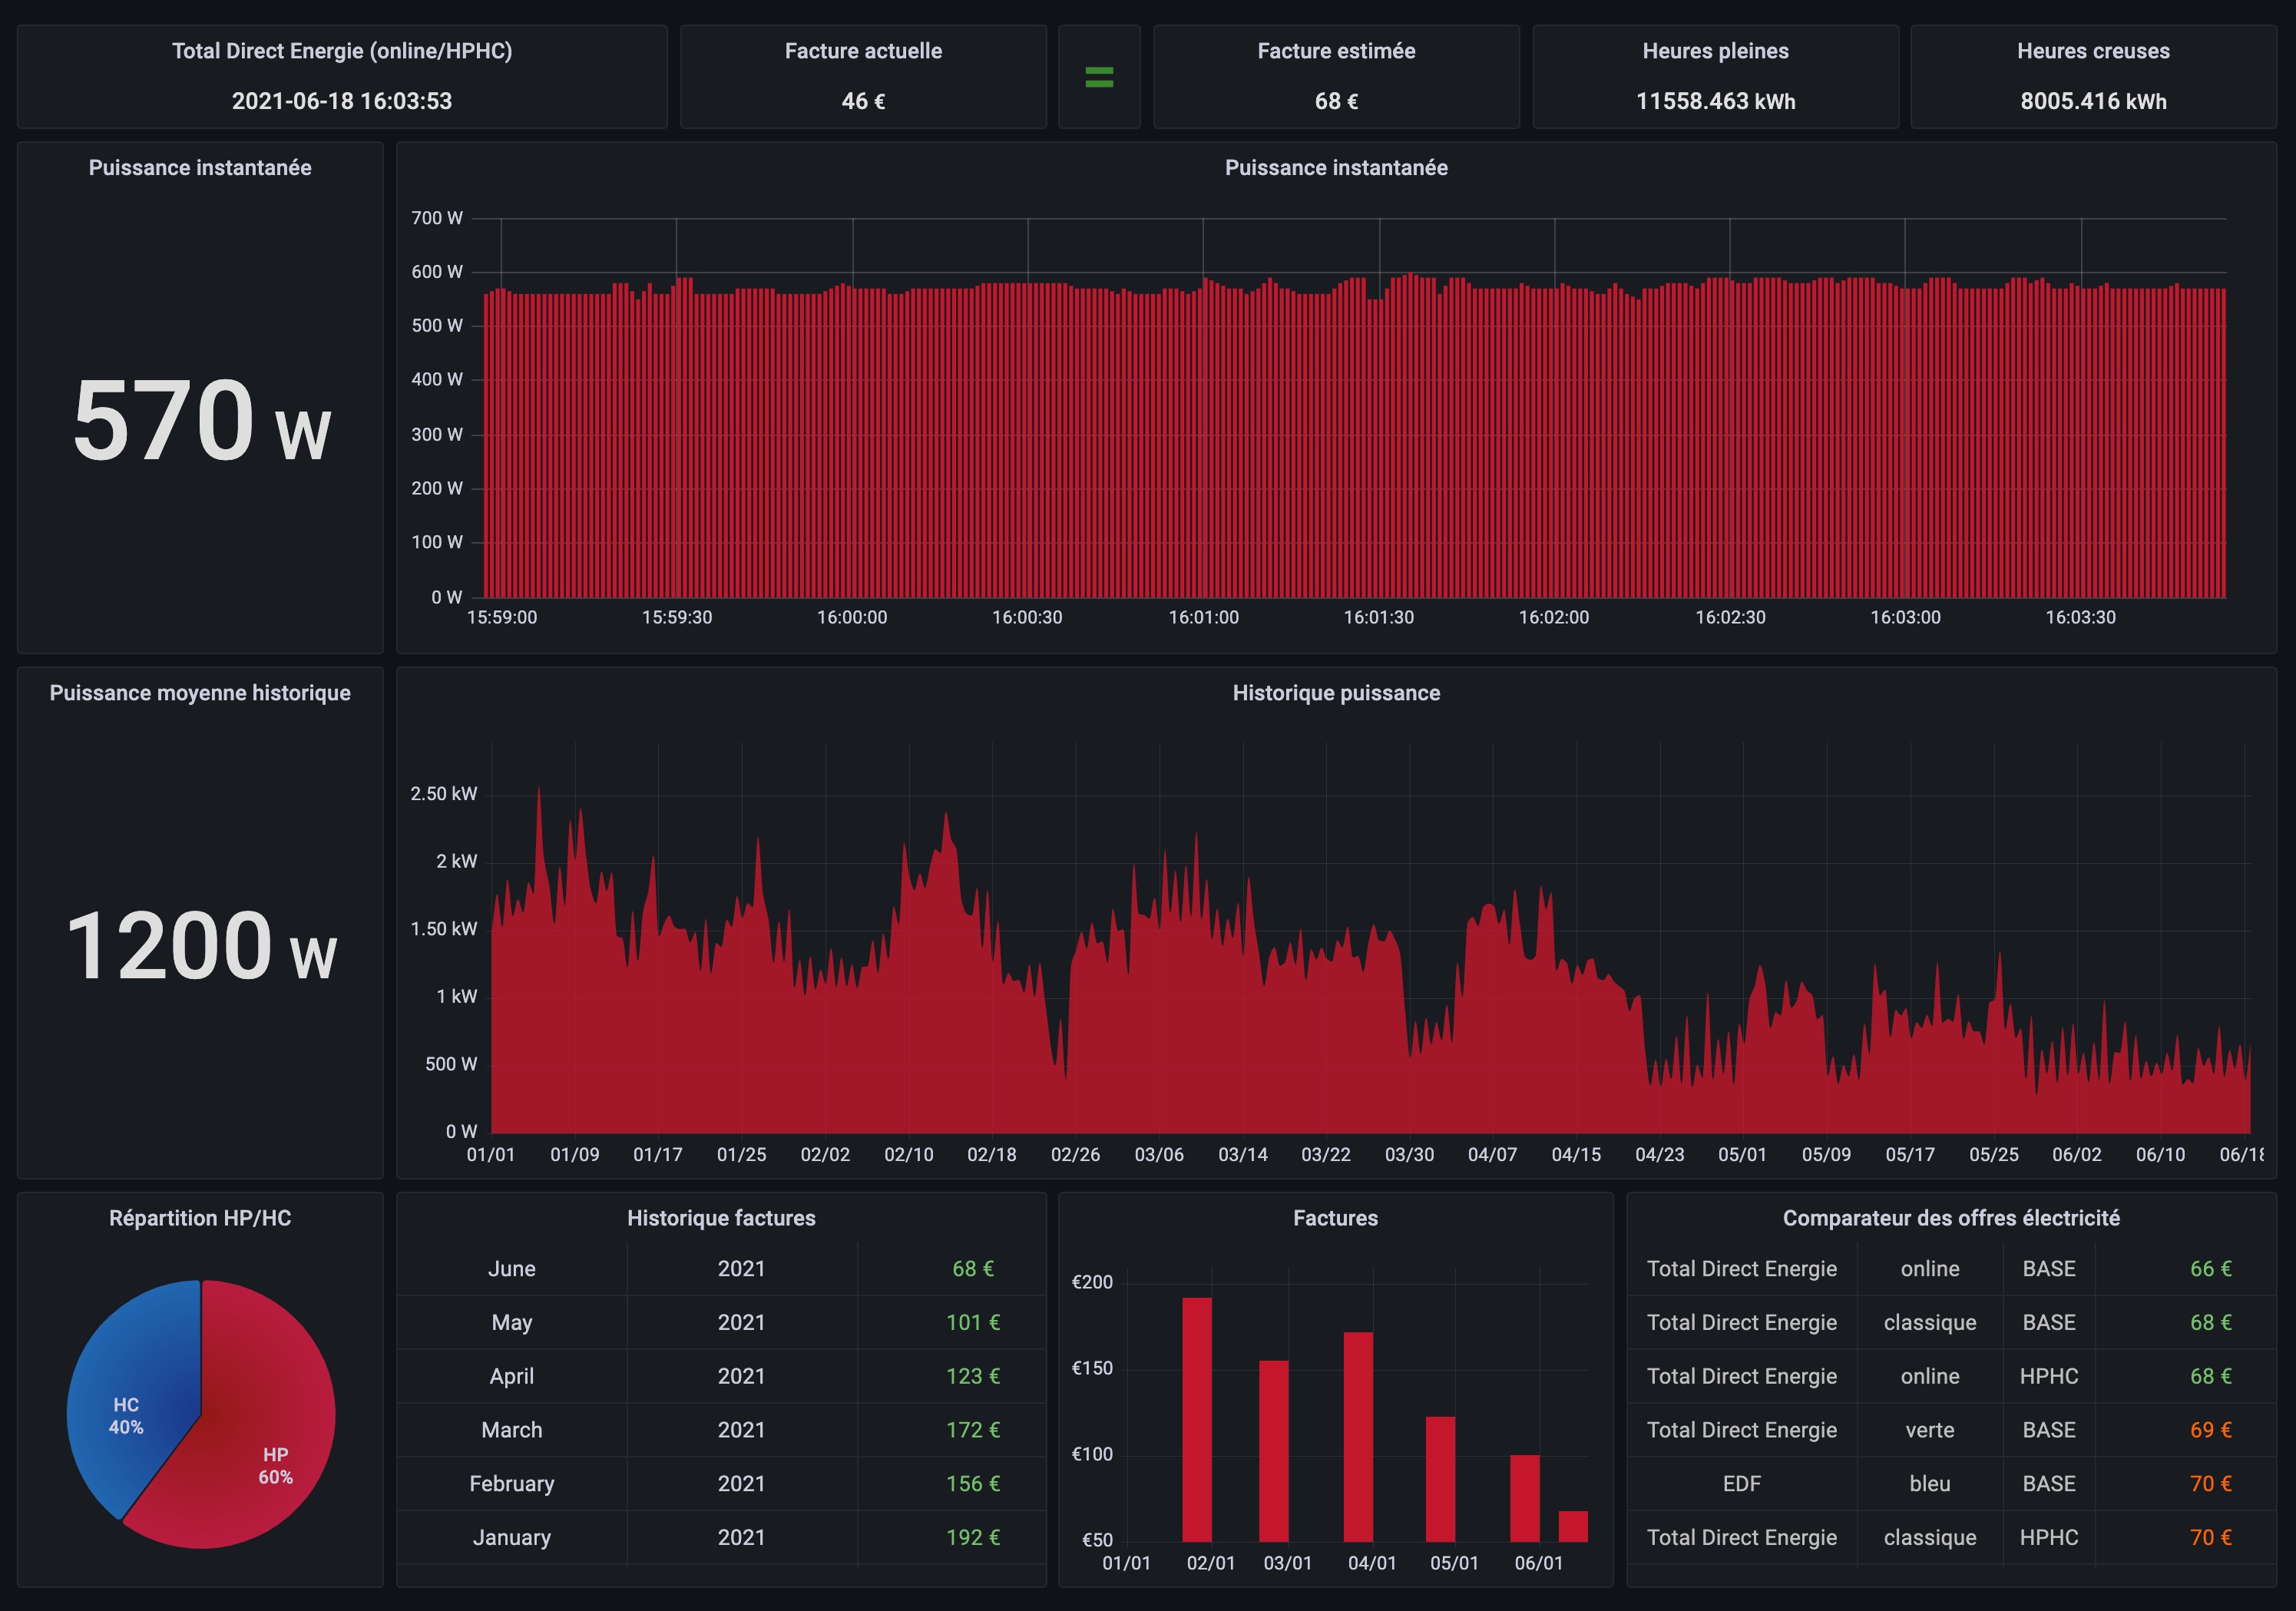 Total Direct Energie (online/HPHC)
2021-06-18 16:03:53
Facture actuelle
46 €
=
Facture estimée
68 €
Heures pleines
11558.463 kWh
Heures creuses
8005.416 kWh
Puissance instantanée
570 W
Puissance instantanée
700 W
600 W
500 W
400 W
300 W
200 W
100 W
0 W
15:59:00 15:59:30 16:00:00 16:00:30 16:01:00 16:01:30 16:02:00 16:02:30 16:03:00 16:03:30
Puissance moyenne historique
1200 W
Historique puissance
2.50 kW
2 kW
1.50 kW
1 kW
500 W
0 W
01/01 01/09 01/17 01/25 02/02 02/10 02/18 02/26 03/06 03/14 03/22 03/30 04/07 04/15 04/23 05/01 05/09 05/17 05/25 06/02 06/10 06/18
Répartition HP/HC
HC
40%
HP
60%
Historique factures
June 2021 68 €
May 2021 101 €
April 2021 123 €
March 2021 172 €
February 2021 156 €
January 2021 192 €
Factures
€200
€150
€100
€50
01/01 02/01 03/01 04/01 05/01 06/01
Comparateur des offres électricité
Total Direct Energie online BASE 66 €
Total Direct Energie classique BASE 68 €
Total Direct Energie online HPHC 68 €
Total Direct Energie verte BASE 69 €
EDF bleu BASE 70 €
Total Direct Energie classique HPHC 70 €